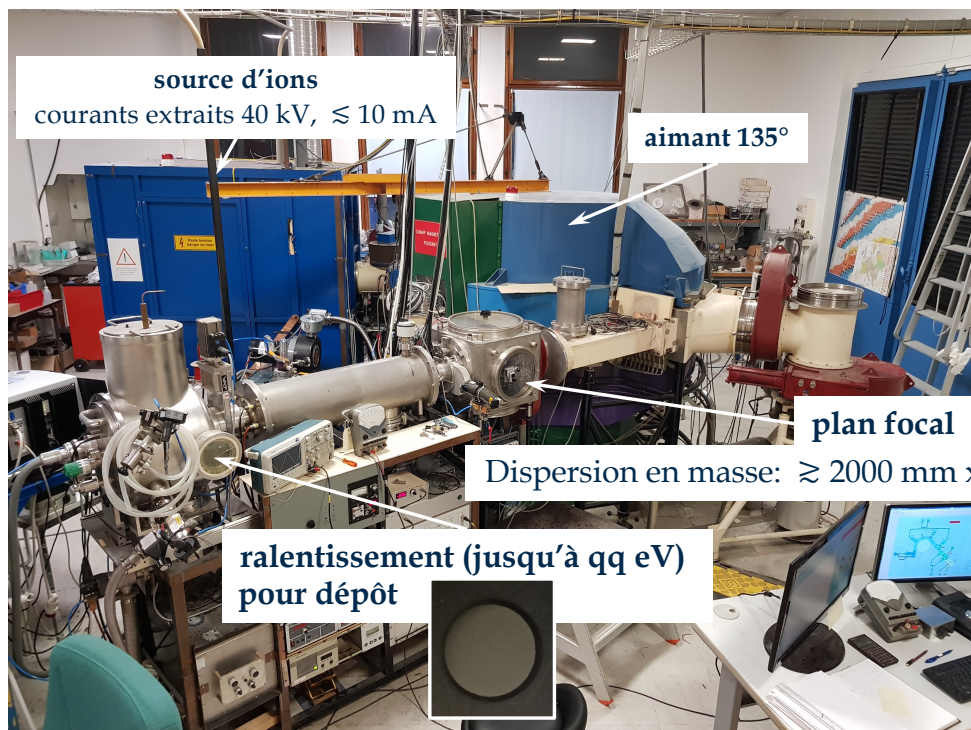 source d'ions
courants extraits 40 kV, ≲ 10 mA
aimant 135°
plan focal
Dispersion en masse: ≳ 2000 mm x
ralentissement (jusqu'à qq eV)
pour dépôt